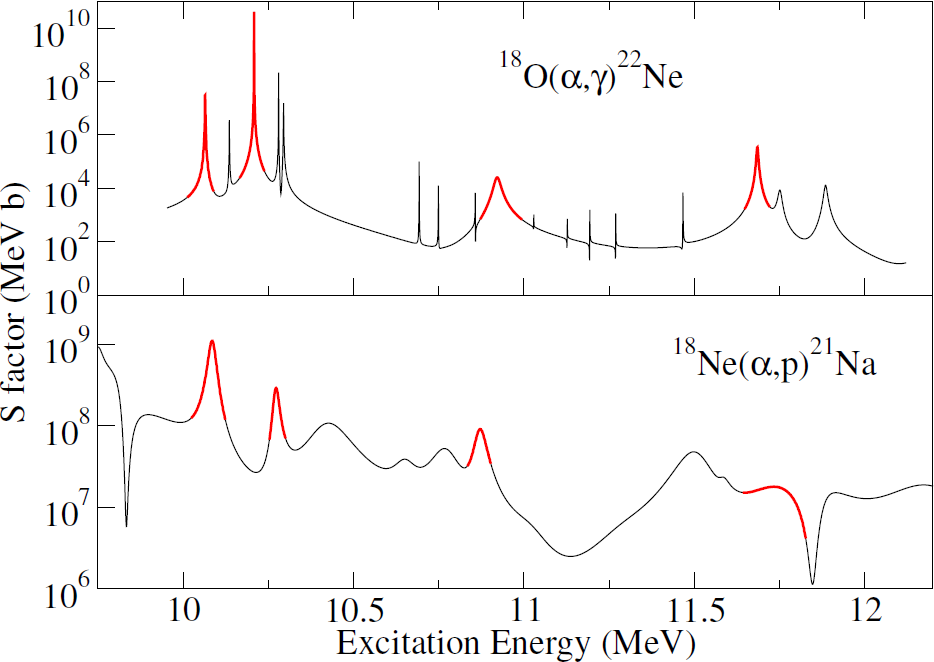 10^10
10^8
10^6
10^4
10^2
10^0
^18O(α,γ)^22Ne
S factor (MeV b)
10^9
10^8
10^7
10^6
^18Ne(α,p)^21Na
10 10.5 11 11.5 12
Excitation Energy (MeV)